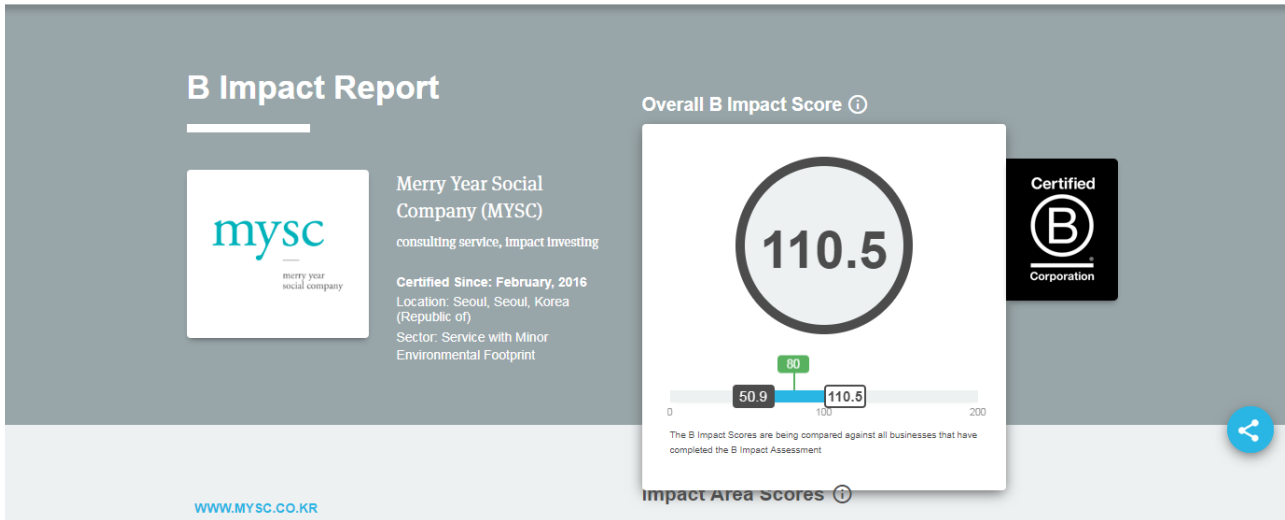 B Impact Report
mysc
merry year
social company
Merry Year Social
Company (MYSC)
consulting service, impact investing
Certified Since: February, 2016
Location: Seoul, Seoul, Korea
(Republic of)
Sector: Service with Minor
Environmental Footprint
Overall B Impact Score
110.5
80
50.9
110.5
0
100
200
The B Impact Scores are being compared against all businesses that have
completed the B Impact Assessment
Certified
B
®
Corporation
WWW.MYSC.CO.KR
Impact Area Scores